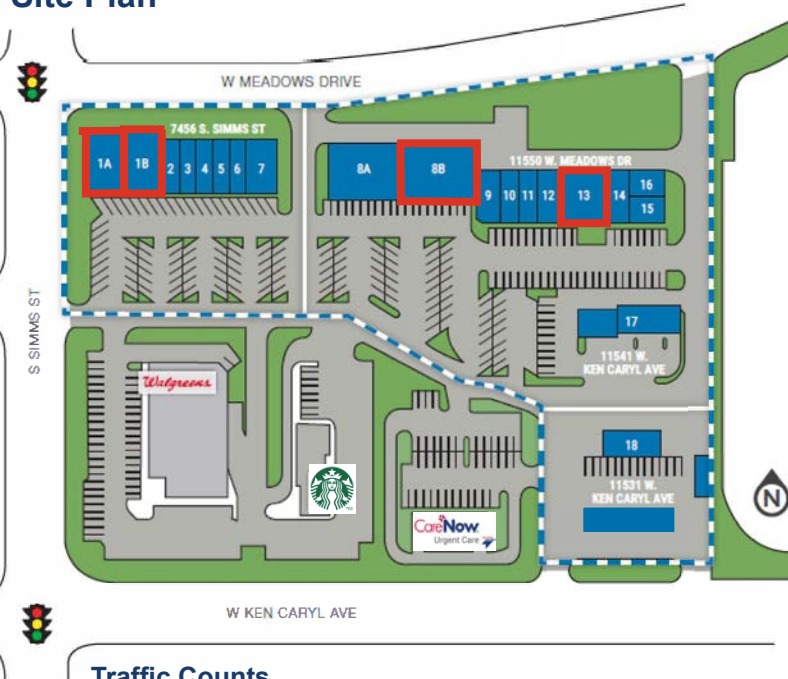 Site Plan
W MEADOWS DRIVE
7456 S. SIMMS ST
1A
1B
2
3
4
5
6
7
8A
8B
11550 W. MEADOWS DR
9
10
11
12
13
14
16
15
S SIMMS ST
17
11541 W.
KEN CARYL AVE
Walgreens
18
11531 W.
KEN CARYL AVE
CareNow
Urgent Care
N
W KEN CARYL AVE
Traffic Counts